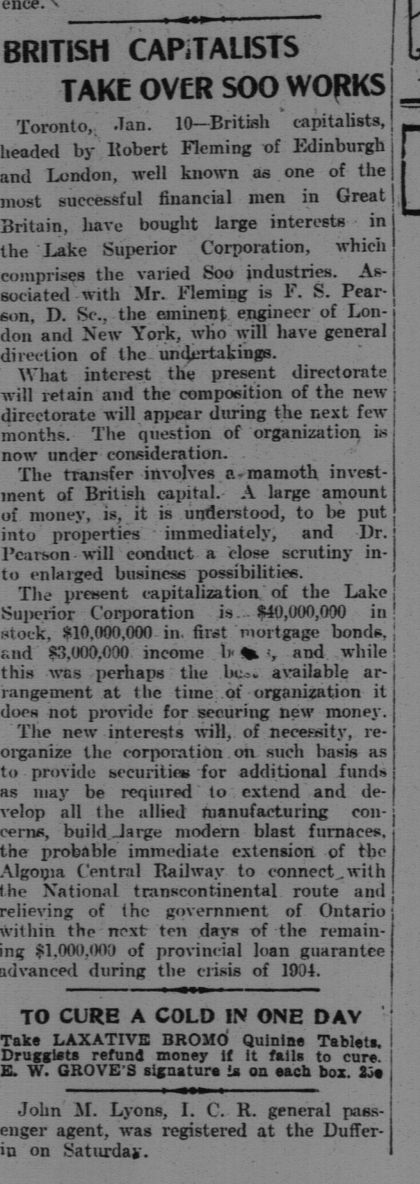 ence.
BRITISH CAPITALISTS
TAKE OVER SOO WORKS
Toronto, Jan. 10—British capitalists,
headed by Robert Fleming of Edinburgh
and London, well known as one of the
most successful financial men in Great
Britain, have bought large interests in
the Lake Superior Corporation, which
comprises the varied Soo industries. As-
sociated with Mr. Fleming is F. S. Pear-
son, D. Sc., the eminent engineer of Lon-
don and New York, who will have general
direction of the undertakings.
What interest the present directorate
will retain and the composition of the new
directorate will appear during the next few
months. The question of organization is
now under consideration.
The transfer involves a mamoth invest-
ment of British capital. A large amount
of money, is, it is understood, to be put
into properties immediately, and Dr.
Pearson will conduct a close scrutiny in-
to enlarged business possibilities.
The present capitalization of the Lake
Superior Corporation is $40,000,000 in
stock, $10,000,000 in first mortgage bonds,
and $3,000,000 income and while
this was perhaps the best available ar-
rangement at the time of organization it
does not provide for securing new money.
The new interests will, of necessity, re-
organize the corporation on such basis as
to provide securities for additional funds
as may be required to extend and de-
velop all the allied manufacturing con-
cerns, build large modern blast furnaces,
the probable immediate extension of the
Algoma Central Railway to connect with
the National transcontinental route and
relieving of the government of Ontario
within the next ten days of the remain-
ing $1,000,000 of provincial loan guarantee
advanced during the crisis of 1904.
TO CURE A COLD IN ONE DAY
Take LAXATIVE BROMO Quinine Tablets.
Druggists refund money if it fails to cure.
E. W. GROVE'S signature is on each box. 25c
John M. Lyons, I. C. R. general pass-
enger agent, was registered at the Duffer-
in on Saturday.